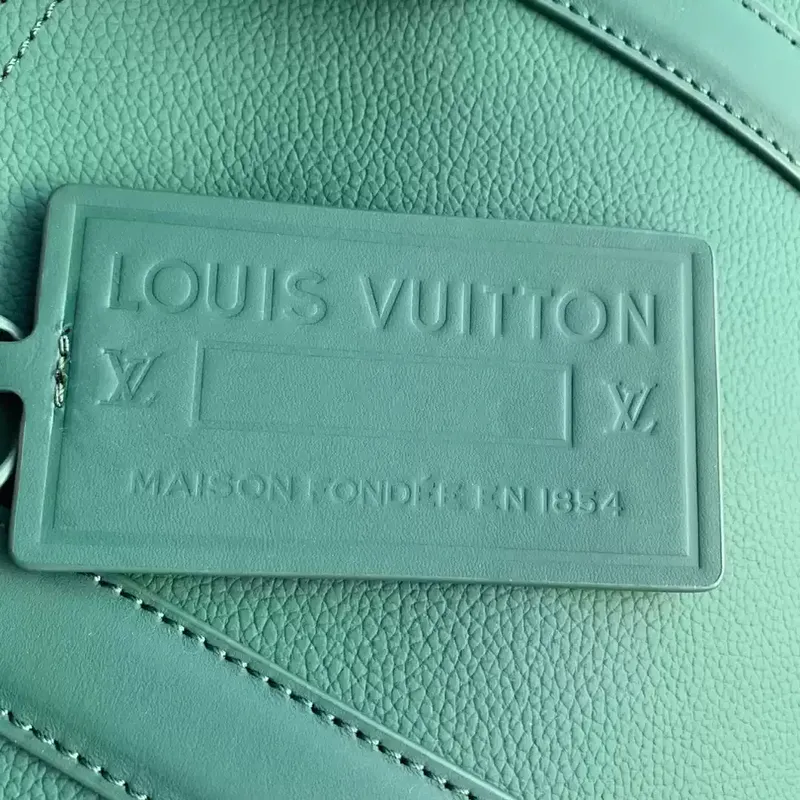 LOUIS VUITTON
LV LV
MAISON FONDÉE EN 1854